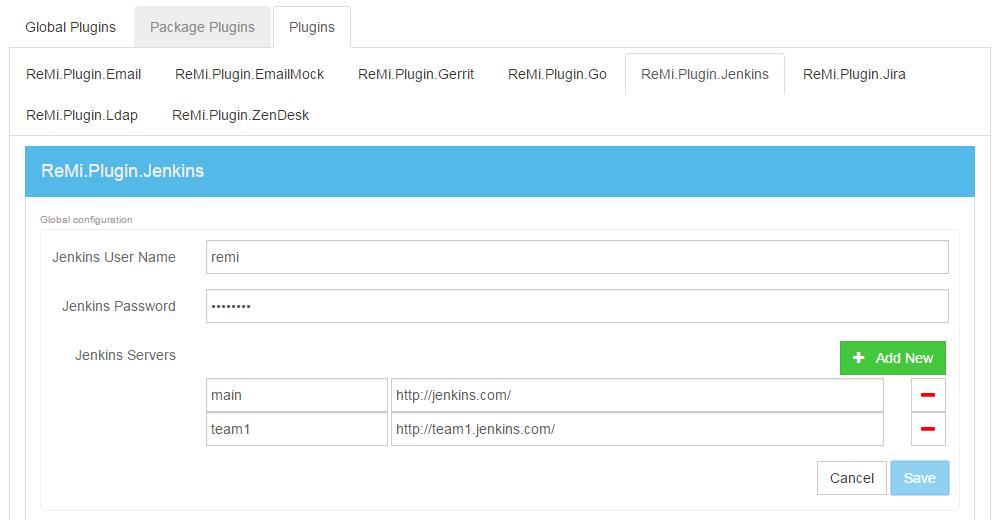 Global Plugins Package Plugins Plugins
ReMi.Plugin.Email ReMi.Plugin.EmailMock ReMi.Plugin.Gerrit ReMi.Plugin.Go ReMi.Plugin.Jenkins ReMi.Plugin.Jira
ReMi.Plugin.Ldap ReMi.Plugin.ZenDesk
ReMi.Plugin.Jenkins
Global configuration
Jenkins User Name remi
Jenkins Password ••••••••
Jenkins Servers + Add New
main http://jenkins.com/
team1 http://team1.jenkins.com/
Cancel Save